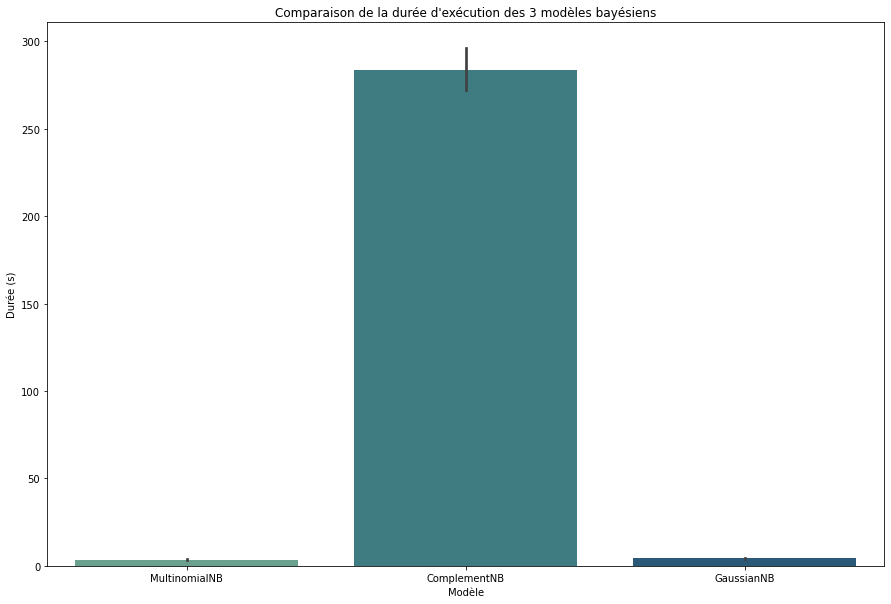 Comparaison de la durée d'exécution des 3 modèles bayésiens
300
250
200
150
100
50
0
Durée (s)
MultinomialNB
ComplementNB
GaussianNB
Modèle